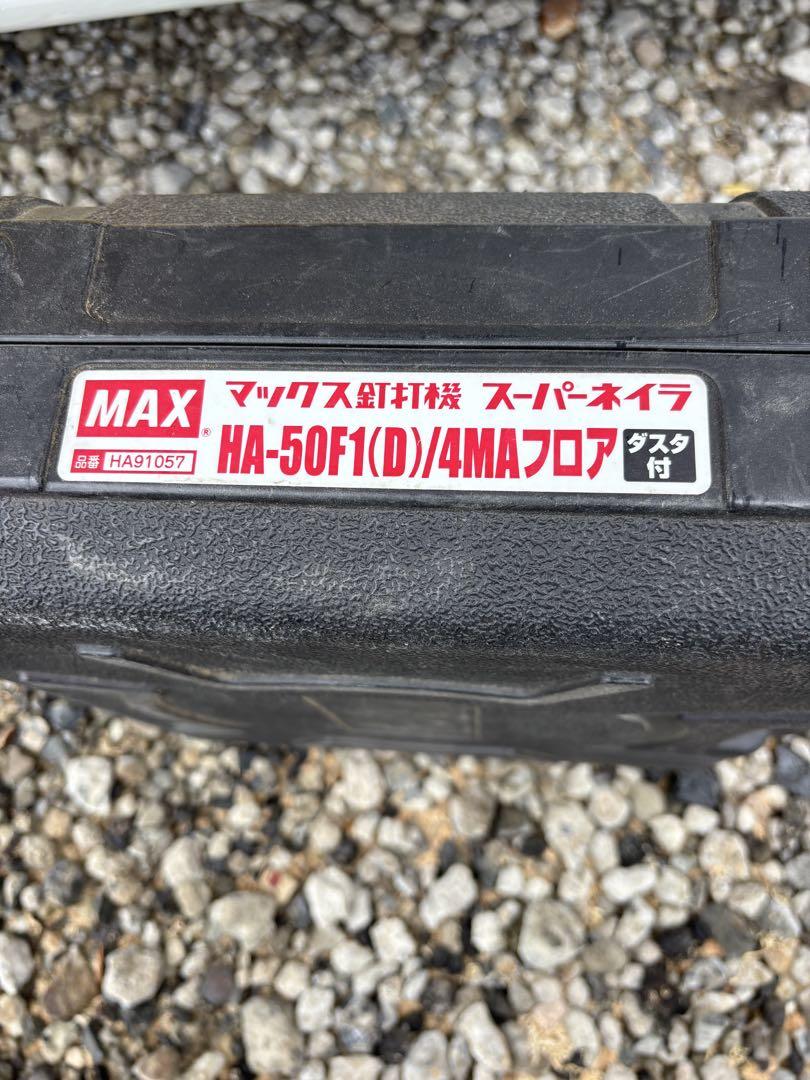 MAX®
マックス釘打機 スーパーネイラ
品番 HA91057
HA-50F1(D)/4MAフロア
ダスタ
付